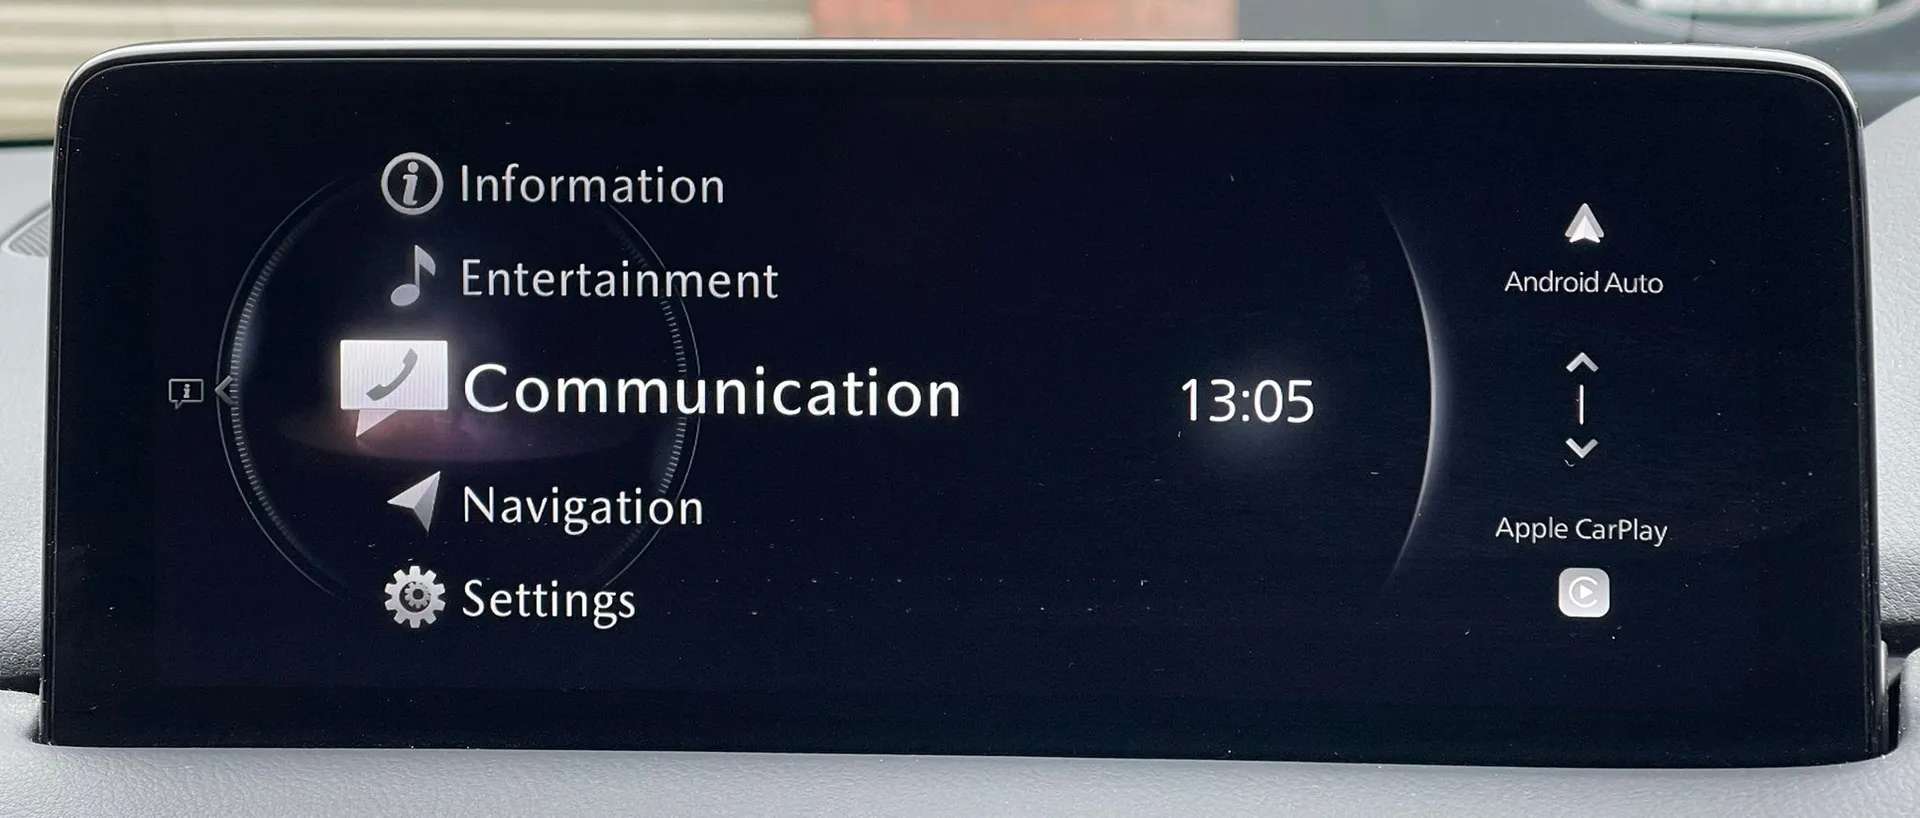 Information
Entertainment
Communication
Navigation
Settings
13:05
Android Auto
Apple CarPlay